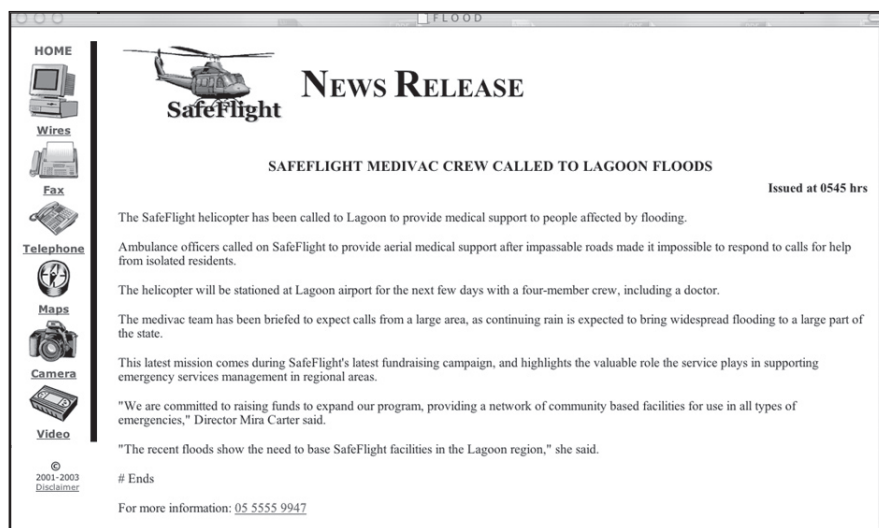 FLOOD
HOME
Wires
Fax
Telephone
Maps
Camera
Video
©
2001-2003
Disclaimer
SafeFlight
NEWS RELEASE
SAFEFLIGHT MEDIVAC CREW CALLED TO LAGOON FLOODS
Issued at 0545 hrs
The SafeFlight helicopter has been called to Lagoon to provide medical support to people affected by flooding.
Ambulance officers called on SafeFlight to provide aerial medical support after impassable roads made it impossible to respond to calls for help
from isolated residents.
The helicopter will be stationed at Lagoon airport for the next few days with a four-member crew, including a doctor.
The medivac team has been briefed to expect calls from a large area, as continuing rain is expected to bring widespread flooding to a large part of
the state.
This latest mission comes during SafeFlight's latest fundraising campaign, and highlights the valuable role the service plays in supporting
emergency services management in regional areas.
"We are committed to raising funds to expand our program, providing a network of community based facilities for use in all types of
emergencies," Director Mira Carter said.
"The recent floods show the need to base SafeFlight facilities in the Lagoon region," she said.
# Ends
For more information: 05 5555 9947